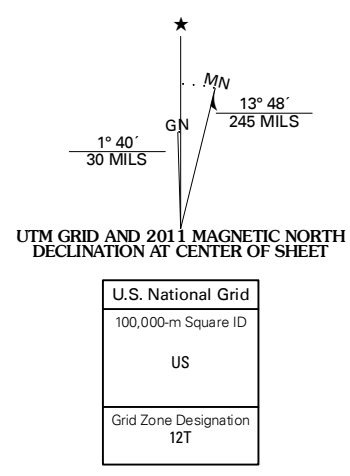 ★
MN
GN
13° 48´
245 MILS
1° 40´
30 MILS
UTM GRID AND 2011 MAGNETIC NORTH
DECLINATION AT CENTER OF SHEET
U.S. National Grid
100,000-m Square ID
US
Grid Zone Designation
12T